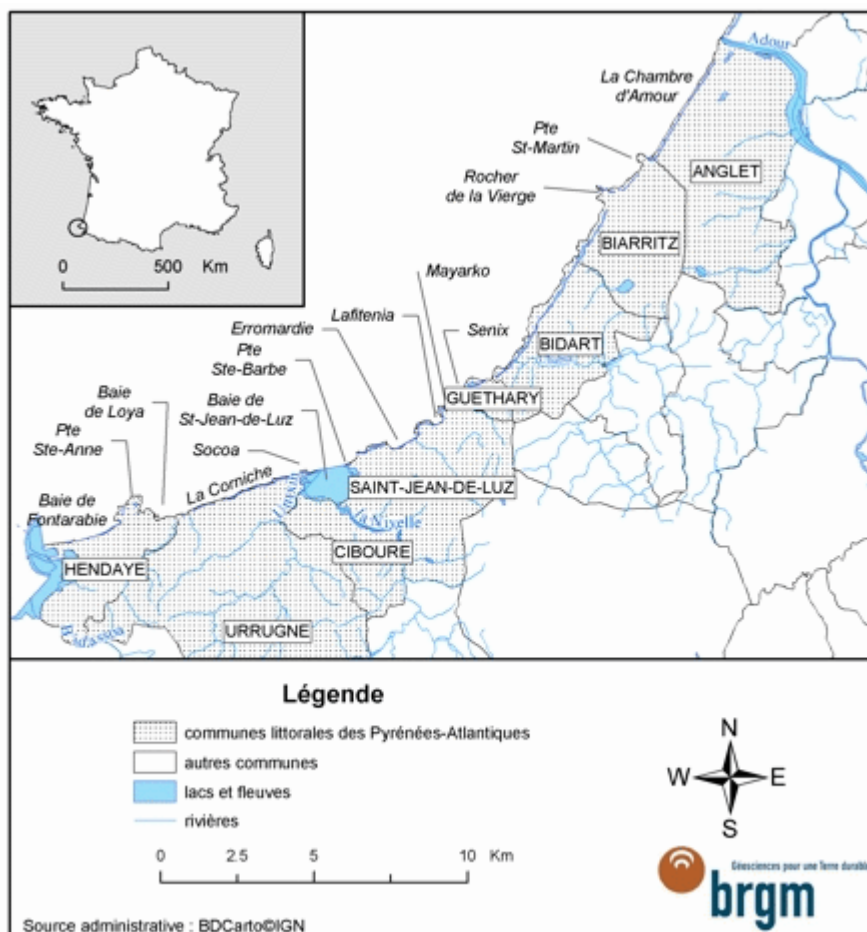 0 500 Km
Adour
La Chambre
d'Amour
Pte
St-Martin
ANGLET
Rocher
de la Vierge
BIARRITZ
Mayarko
Lafitenia
Senix
Erromardie
BIDART
Pte
Ste-Barbe
GUETHARY
Baie
de Loya
Baie de
St-Jean-de-Luz
Pte
Ste-Anne
Socoa
La Corniche
SAINT-JEAN-DE-LUZ
Baie de
Fontarabie
La Nivelle
CIBOURE
HENDAYE
URRUGNE
Légende
communes littorales des Pyrénées-Atlantiques
autres communes
lacs et fleuves
rivières
N
W E
S
0 2.5 5 10 Km
Géosciences pour une Terre durable
brgm
Source administrative : BDCarto©IGN